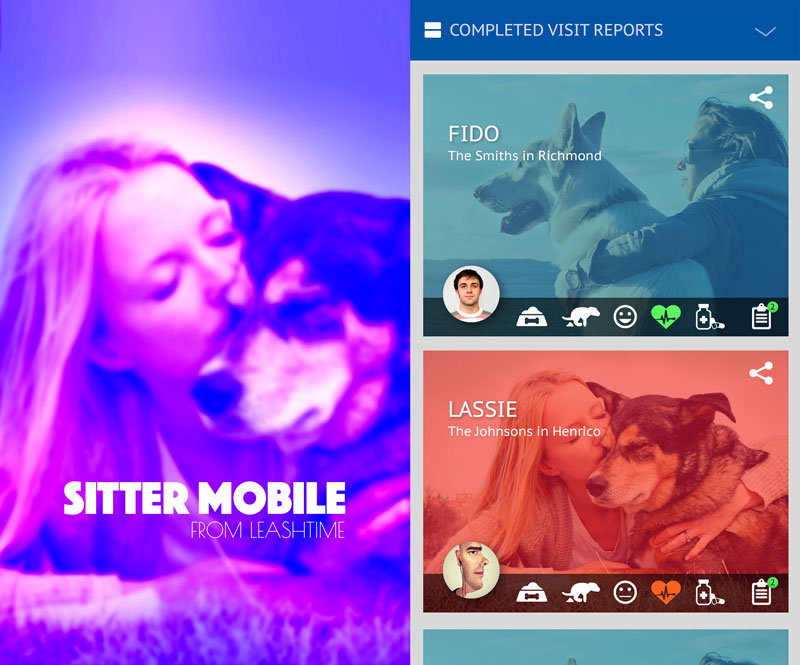 SITTER MOBILE
FROM LEASHTIME
COMPLETED VISIT REPORTS
FIDO
The Smiths in Richmond
2
LASSIE
The Johnsons in Henrico
2